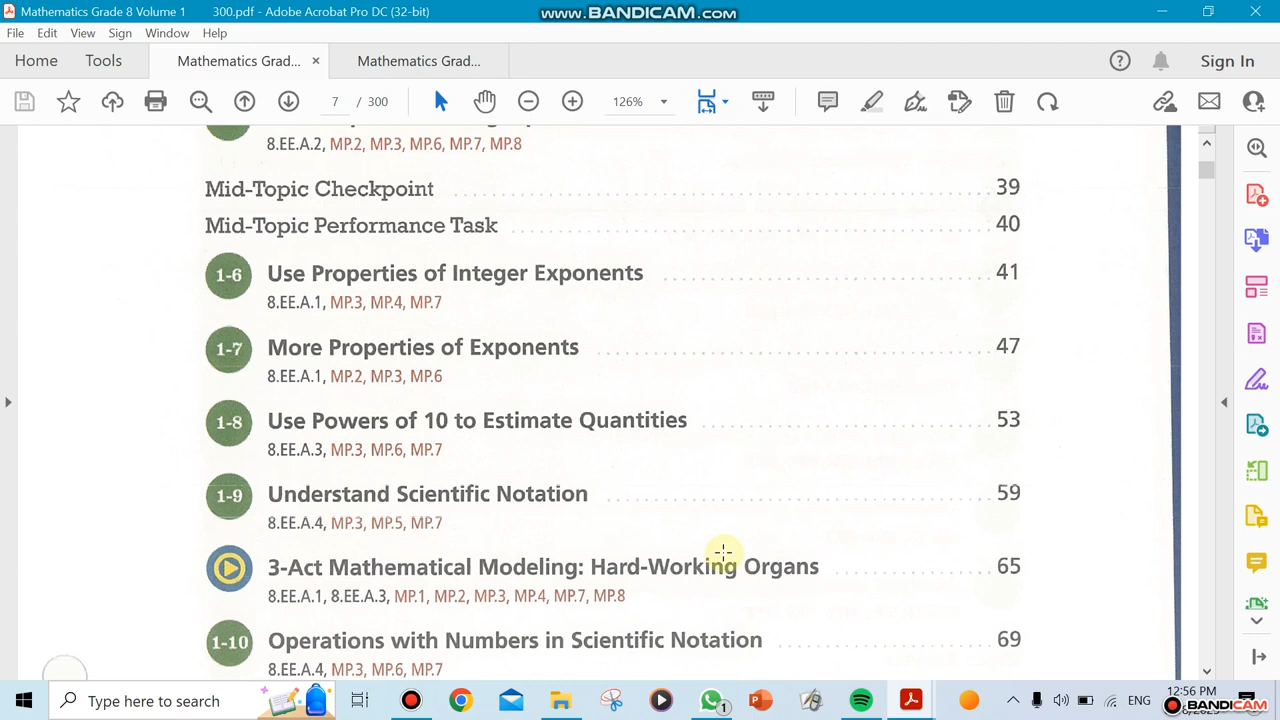 Mathematics Grade 8 Volume 1 300.pdf - Adobe Acrobat Pro DC (32-bit)
www.BANDICAM.com
File Edit View Sign Window Help
Home Tools Mathematics Grad... × Mathematics Grad... Sign In
7 / 300 126%
8.EE.A.2, MP.2, MP.3, MP.6, MP.7, MP.8
Mid-Topic Checkpoint 39
Mid-Topic Performance Task 40
1-6 Use Properties of Integer Exponents 41
8.EE.A.1, MP.3, MP.4, MP.7
1-7 More Properties of Exponents 47
8.EE.A.1, MP.2, MP.3, MP.6
1-8 Use Powers of 10 to Estimate Quantities 53
8.EE.A.3, MP.3, MP.6, MP.7
1-9 Understand Scientific Notation 59
8.EE.A.4, MP.3, MP.5, MP.7
3-Act Mathematical Modeling: Hard-Working Organs 65
8.EE.A.1, 8.EE.A.3, MP.1, MP.2, MP.3, MP.4, MP.7, MP.8
1-10 Operations with Numbers in Scientific Notation 69
8.EE.A.4, MP.3, MP.6, MP.7
Type here to search
1
ENG
12:56 PM
BANDICAM